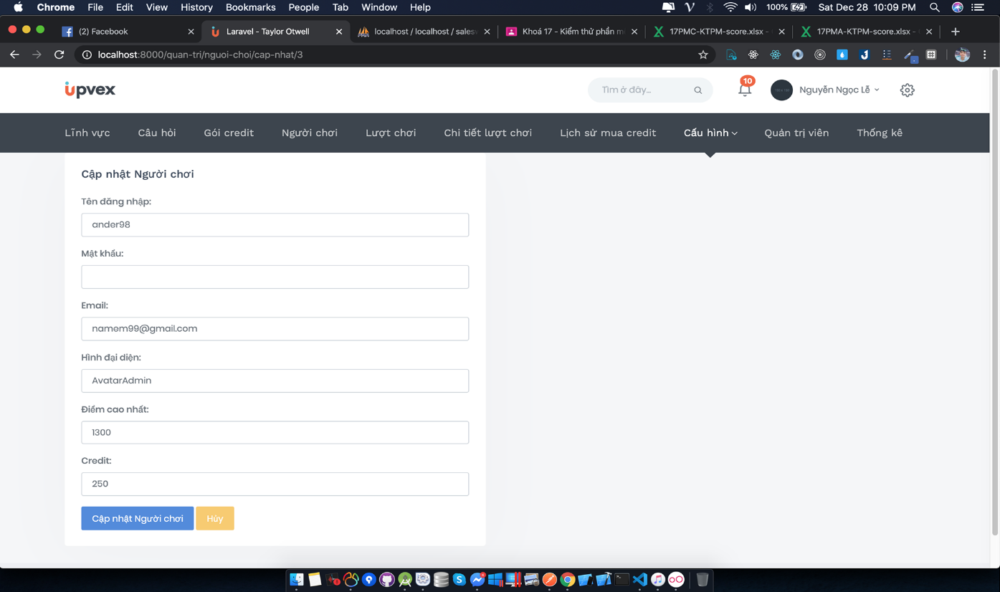 Chrome File Edit View History Bookmarks People Tab Window Help 100% Sat Dec 28 10:09 PM
(2) Facebook Laravel - Taylor Otwell localhost / localhost / salesw Khoá 17 - Kiểm thử phần m 17PMC-KTPM-score.xlsx - 17PMA-KTPM-score.xlsx -
localhost:8000/quan-tri/nguoi-choi/cap-nhat/3
upvex Tìm ở đây... 10 Nguyễn Ngọc Lễ
Lĩnh vực Câu hỏi Gói credit Người chơi Lượt chơi Chi tiết lượt chơi Lịch sử mua credit Cấu hình Quản trị viên Thống kê
Cập nhật Người chơi
Tên đăng nhập:
ander98
Mật khẩu:
Email:
namem99@gmail.com
Hình đại diện:
AvatarAdmin
Điểm cao nhất:
1300
Credit:
250
Cập nhật Người chơi Hủy